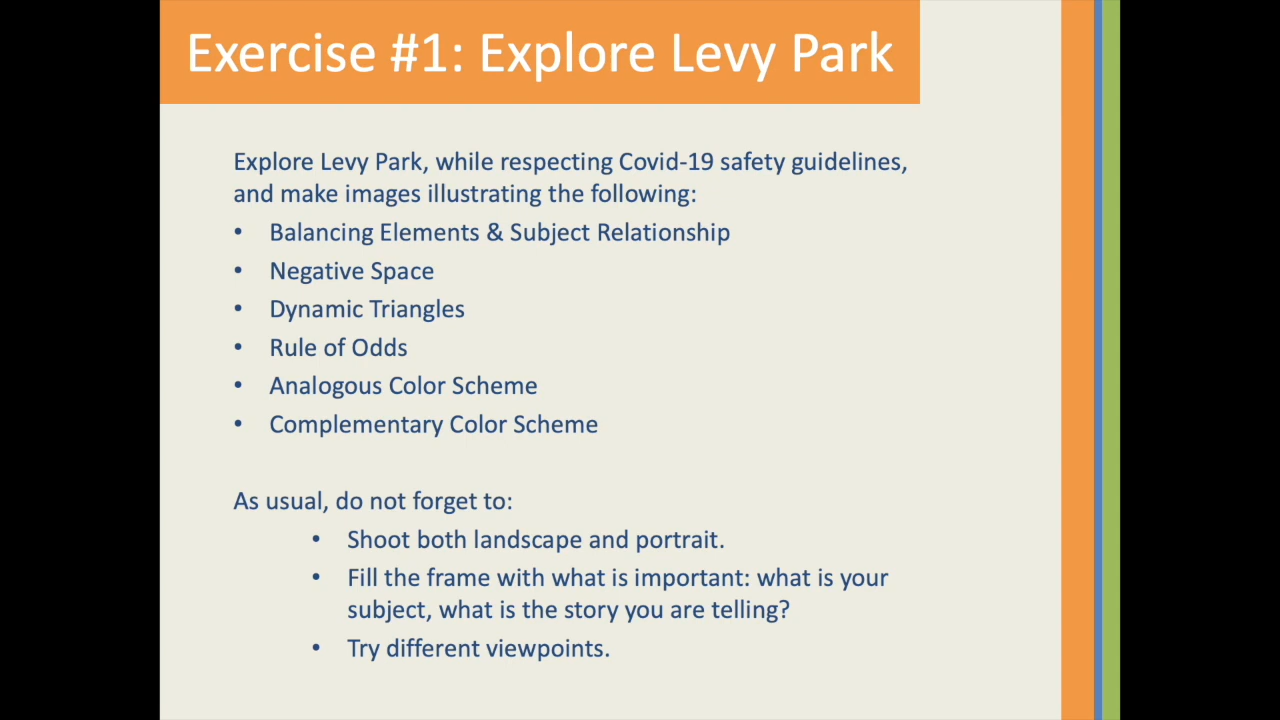 Exercise #1: Explore Levy Park
Explore Levy Park, while respecting Covid-19 safety guidelines,
and make images illustrating the following:
• Balancing Elements & Subject Relationship
• Negative Space
• Dynamic Triangles
• Rule of Odds
• Analogous Color Scheme
• Complementary Color Scheme
As usual, do not forget to:
• Shoot both landscape and portrait.
• Fill the frame with what is important: what is your
subject, what is the story you are telling?
• Try different viewpoints.